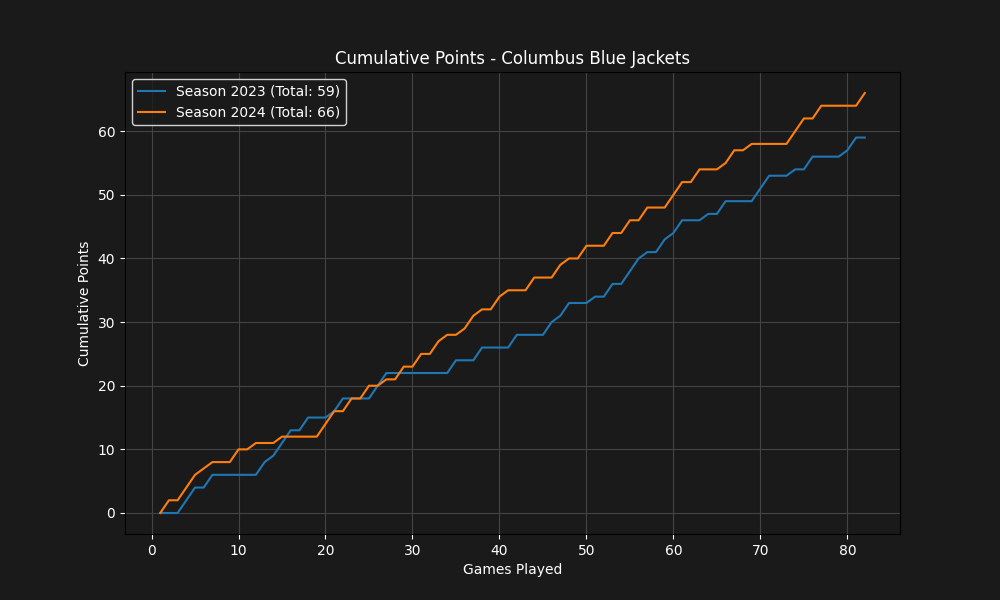 Cumulative Points - Columbus Blue Jackets
Season 2023 (Total: 59)
Season 2024 (Total: 66)
Cumulative Points
60
50
40
30
20
10
0
0 10 20 30 40 50 60 70 80
Games Played